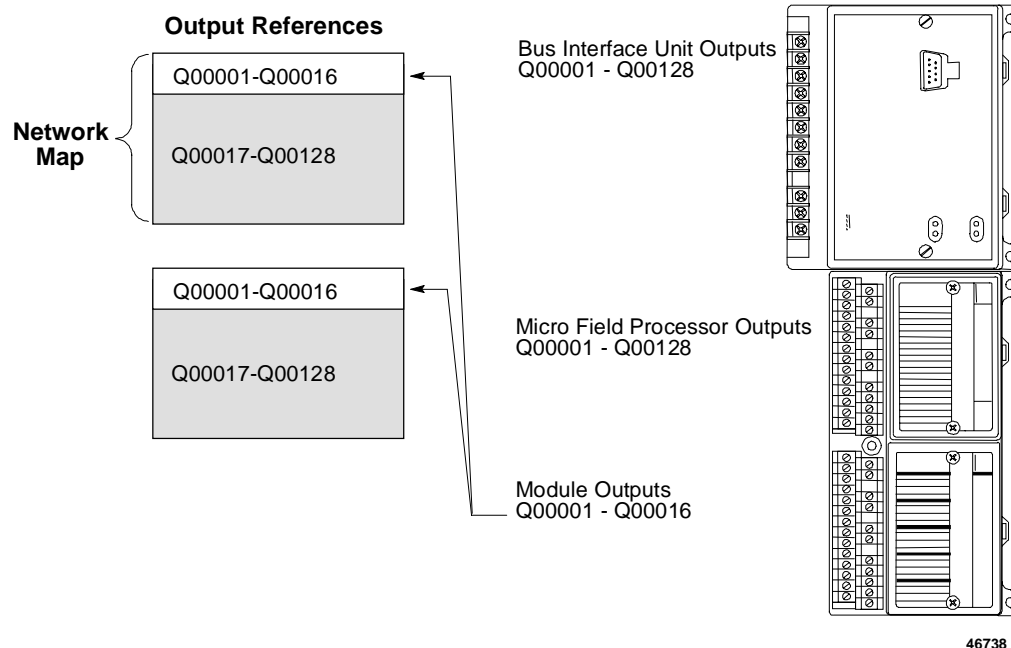 Output References
Q00001-Q00016
Network
Map
Q00017-Q00128
Q00001-Q00016
Q00017-Q00128
Bus Interface Unit Outputs
Q00001 - Q00128
Micro Field Processor Outputs
Q00001 - Q00128
Module Outputs
Q00001 - Q00016
46738